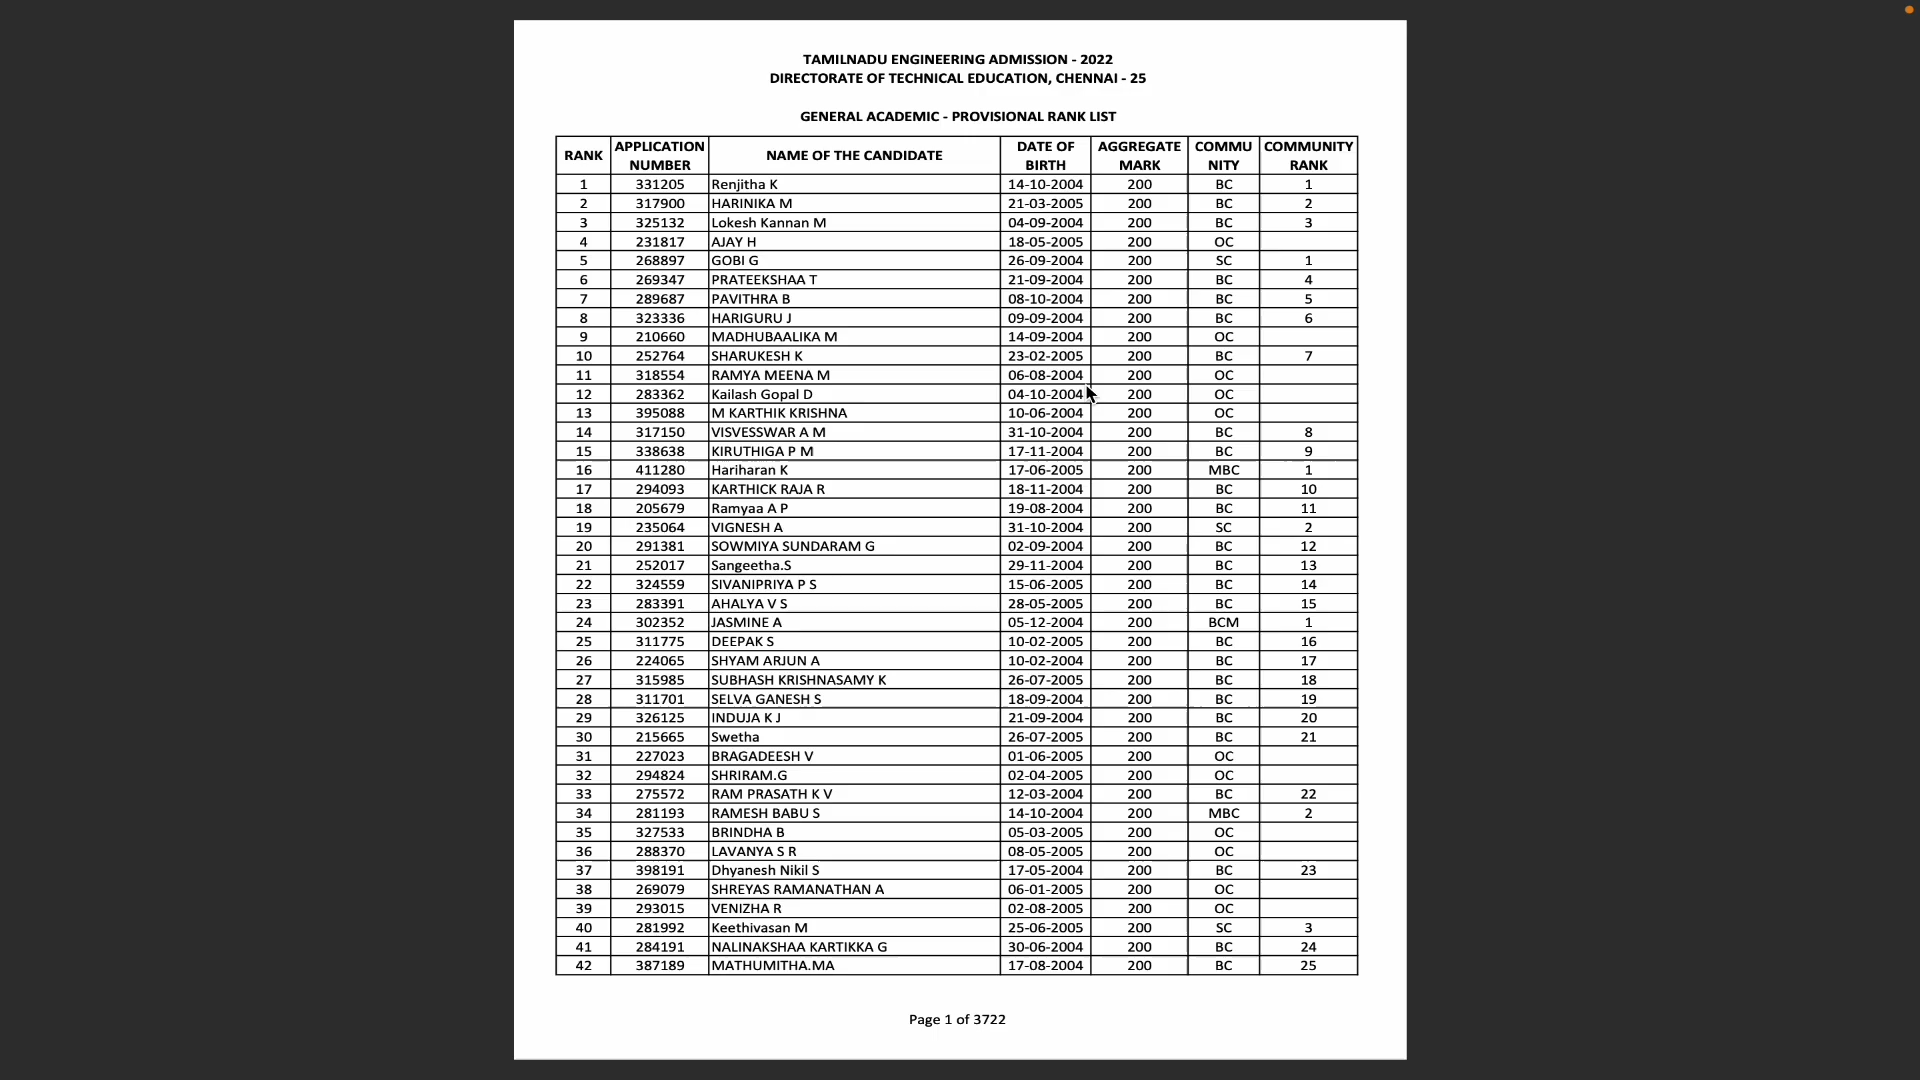 TAMILNADU ENGINEERING ADMISSION - 2022
DIRECTORATE OF TECHNICAL EDUCATION, CHENNAI - 25
GENERAL ACADEMIC - PROVISIONAL RANK LIST
RANK APPLICATION NUMBER NAME OF THE CANDIDATE DATE OF BIRTH AGGREGATE MARK COMMU NITY COMMUNITY RANK
1 331205 Renjitha K 14-10-2004 200 BC 1
2 317900 HARINIKA M 21-03-2005 200 BC 2
3 325132 Lokesh Kannan M 04-09-2004 200 BC 3
4 231817 AJAY H 18-05-2005 200 OC
5 268897 GOBI G 26-09-2004 200 SC 1
6 269347 PRATEEKSHAA T 21-09-2004 200 BC 4
7 289687 PAVITHRA B 08-10-2004 200 BC 5
8 323336 HARIGURU J 09-09-2004 200 BC 6
9 210660 MADHUBAALIKA M 14-09-2004 200 OC
10 252764 SHARUKESH K 23-02-2005 200 BC 7
11 318554 RAMYA MEENA M 06-08-2004 200 OC
12 283362 Kailash Gopal D 04-10-2004 200 OC
13 395088 M KARTHIK KRISHNA 10-06-2004 200 OC
14 317150 VISVESSWAR A M 31-10-2004 200 BC 8
15 338638 KIRUTHIGA P M 17-11-2004 200 BC 9
16 411280 Hariharan K 17-06-2005 200 MBC 1
17 294093 KARTHICK RAJA R 18-11-2004 200 BC 10
18 205679 Ramyaa A P 19-08-2004 200 BC 11
19 235064 VIGNESH A 31-10-2004 200 SC 2
20 291381 SOWMIYA SUNDARAM G 02-09-2004 200 BC 12
21 252017 Sangeetha.S 29-11-2004 200 BC 13
22 324559 SIVANIPRIYA P S 15-06-2005 200 BC 14
23 283391 AHALYA V S 28-05-2005 200 BC 15
24 302352 JASMINE A 05-12-2004 200 BCM 1
25 311775 DEEPAK S 10-02-2005 200 BC 16
26 224065 SHYAM ARJUN A 10-02-2004 200 BC 17
27 315985 SUBHASH KRISHNASAMY K 26-07-2005 200 BC 18
28 311701 SELVA GANESH S 18-09-2004 200 BC 19
29 326125 INDUJA K J 21-09-2004 200 BC 20
30 215665 Swetha 26-07-2005 200 BC 21
31 227023 BRAGADEESH V 01-06-2005 200 OC
32 294824 SHRIRAM.G 02-04-2005 200 OC
33 275572 RAM PRASATH K V 12-03-2004 200 BC 22
34 281193 RAMESH BABU S 14-10-2004 200 MBC 2
35 327533 BRINDHA B 05-03-2005 200 OC
36 288370 LAVANYA S R 08-05-2005 200 OC
37 398191 Dhyanesh Nikil S 17-05-2004 200 BC 23
38 269079 SHREYAS RAMANATHAN A 06-01-2005 200 OC
39 293015 VENIZHA R 02-08-2005 200 OC
40 281992 Keethivasan M 25-06-2005 200 SC 3
41 284191 NALINAKSHAA KARTIKKA G 30-06-2004 200 BC 24
42 387189 MATHUMITHA.MA 17-08-2004 200 BC 25
Page 1 of 3722